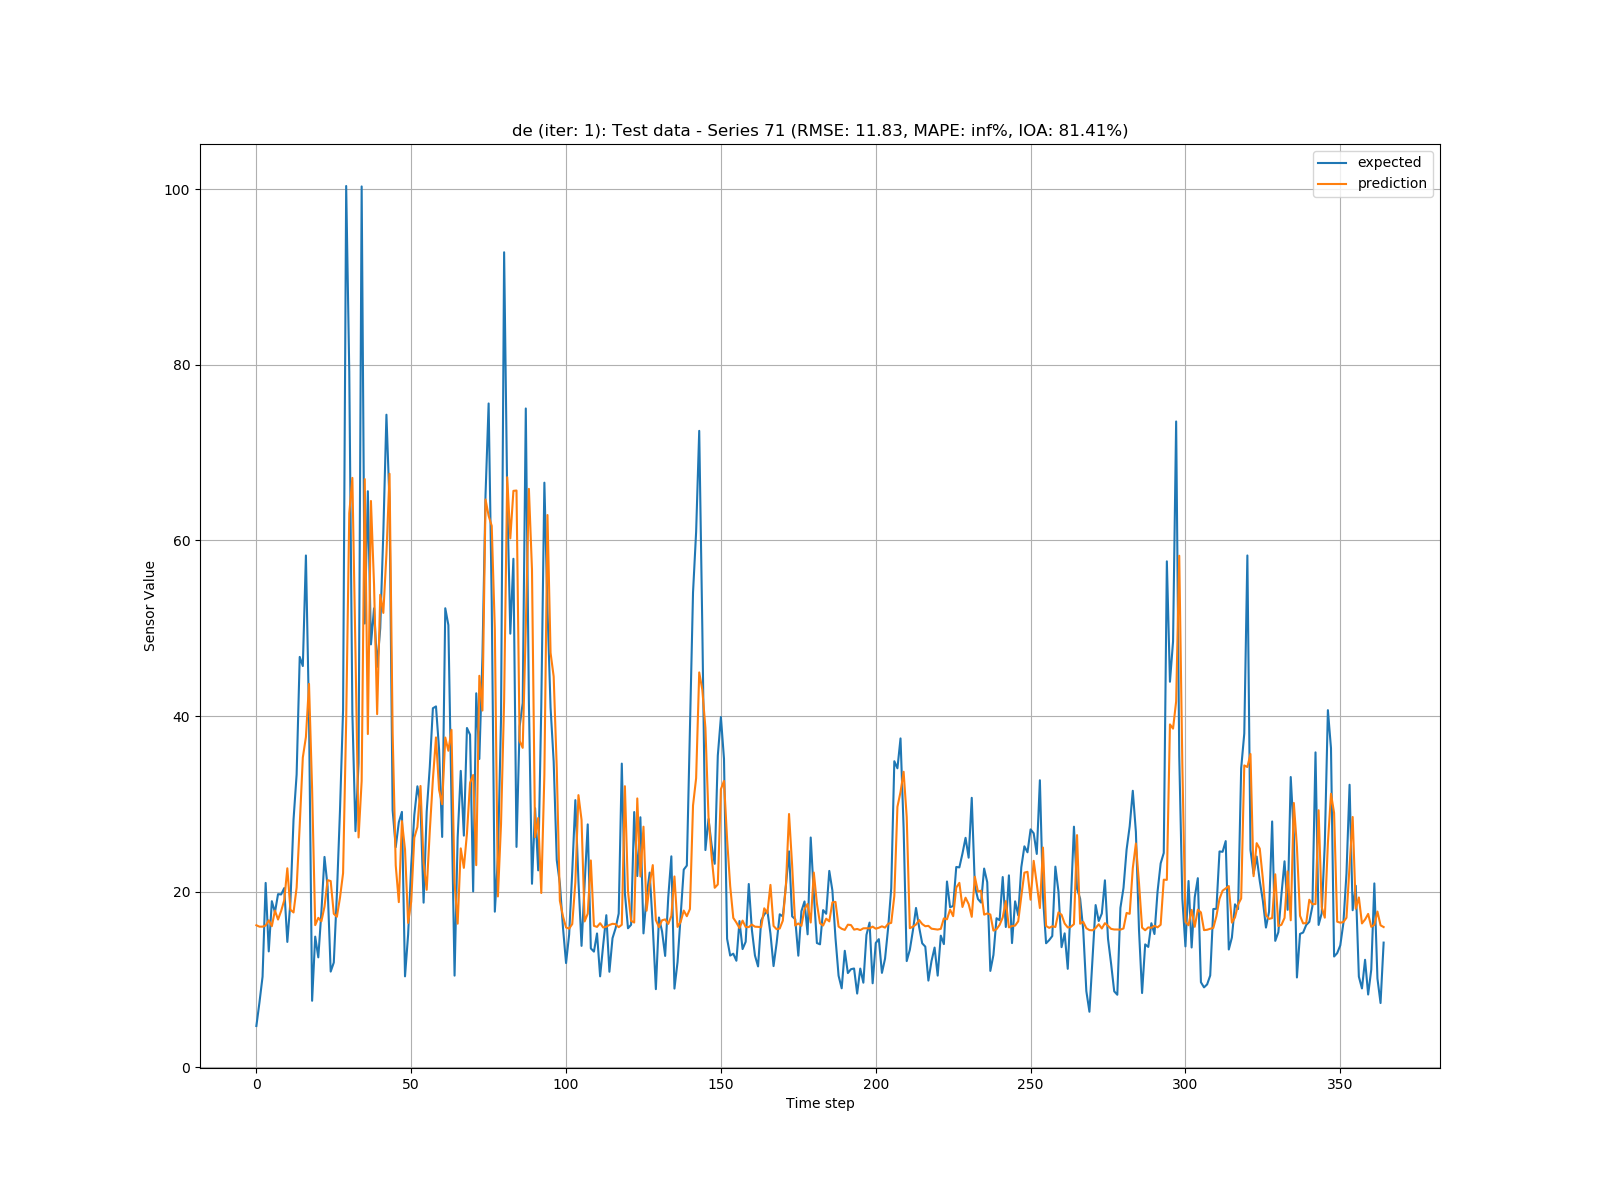 de (iter: 1): Test data - Series 71 (RMSE: 11.83, MAPE: inf%, IOA: 81.41%)
expected
prediction
100
80
60
40
20
0
Sensor Value
0 50 100 150 200 250 300 350
Time step